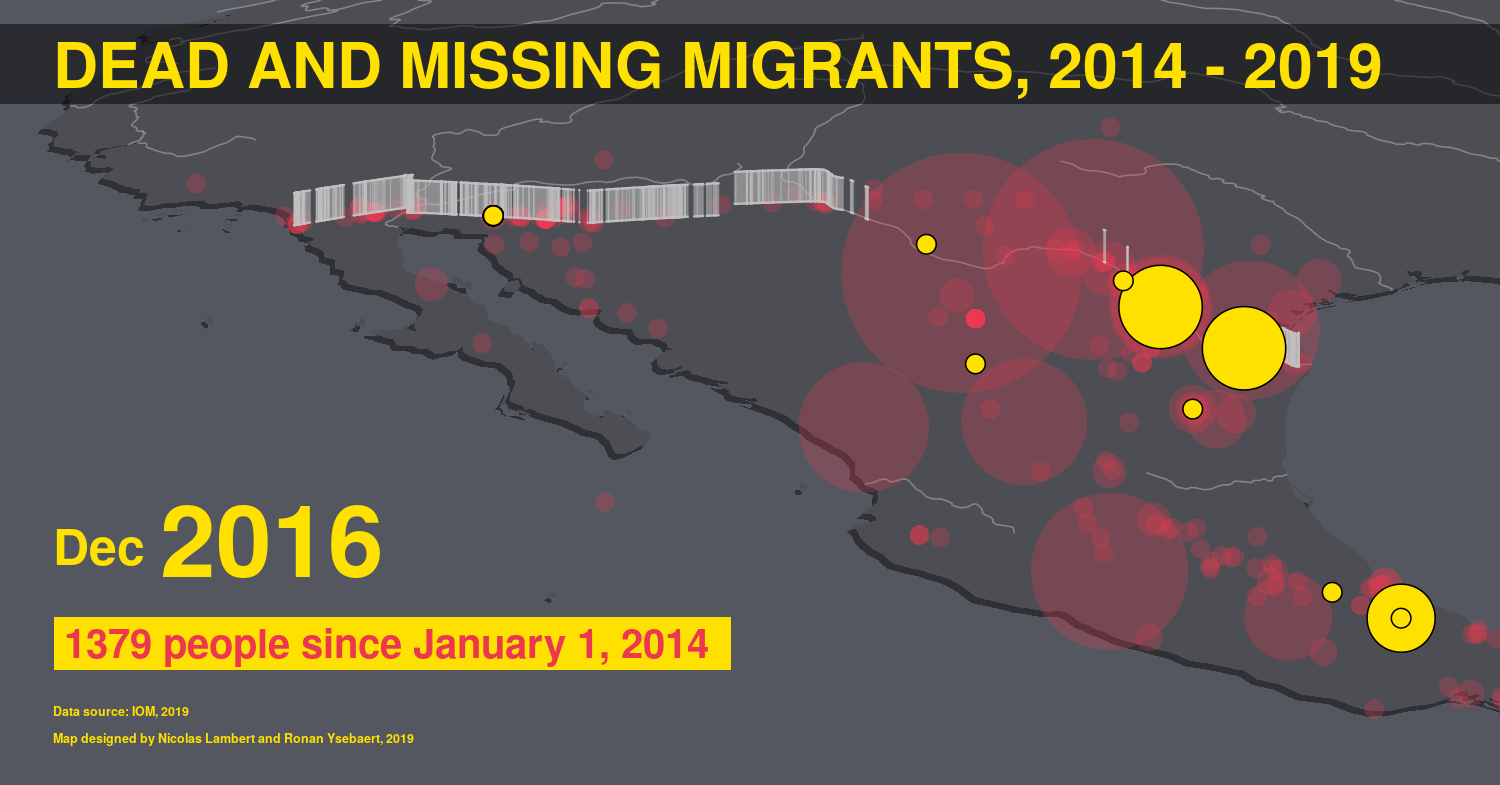 DEAD AND MISSING MIGRANTS, 2014 - 2019
Dec 2016
1379 people since January 1, 2014
Data source: IOM, 2019
Map designed by Nicolas Lambert and Ronan Ysebaert, 2019